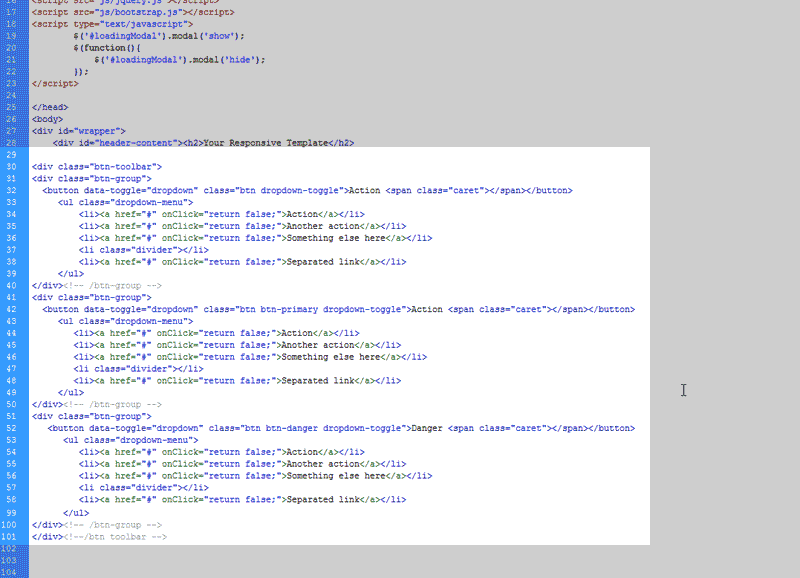 16 <script src="js/jquery.js"></script>
17 <script src="js/bootstrap.js"></script>
18 <script type="text/javascript">
19 $('#loadingModal').modal('show');
20 $(function(){
21 $('#loadingModal').modal('hide');
22 });
23 </script>
24
25 </head>
26 <body>
27 <div id="wrapper">
28 <div id="header-content"><h2>Your Responsive Template</h2>
29
30 <div class="btn-toolbar">
31 <div class="btn-group">
32 <button data-toggle="dropdown" class="btn dropdown-toggle">Action <span class="caret"></span></button>
33 <ul class="dropdown-menu">
34 <li><a href="#" onClick="return false;">Action</a></li>
35 <li><a href="#" onClick="return false;">Another action</a></li>
36 <li><a href="#" onClick="return false;">Something else here</a></li>
37 <li class="divider"></li>
38 <li><a href="#" onClick="return false;">Separated link</a></li>
39 </ul>
40 </div><!-- /btn-group -->
41 <div class="btn-group">
42 <button data-toggle="dropdown" class="btn btn-primary dropdown-toggle">Action <span class="caret"></span></button>
43 <ul class="dropdown-menu">
44 <li><a href="#" onClick="return false;">Action</a></li>
45 <li><a href="#" onClick="return false;">Another action</a></li>
46 <li><a href="#" onClick="return false;">Something else here</a></li>
47 <li class="divider"></li>
48 <li><a href="#" onClick="return false;">Separated link</a></li>
49 </ul>
50 </div><!-- /btn-group -->
51 <div class="btn-group">
52 <button data-toggle="dropdown" class="btn btn-danger dropdown-toggle">Danger <span class="caret"></span></button>
53 <ul class="dropdown-menu">
54 <li><a href="#" onClick="return false;">Action</a></li>
55 <li><a href="#" onClick="return false;">Another action</a></li>
56 <li><a href="#" onClick="return false;">Something else here</a></li>
57 <li class="divider"></li>
58 <li><a href="#" onClick="return false;">Separated link</a></li>
99 </ul>
100 </div><!-- /btn-group -->
101 </div><!--/btn toolbar -->
102
103
104